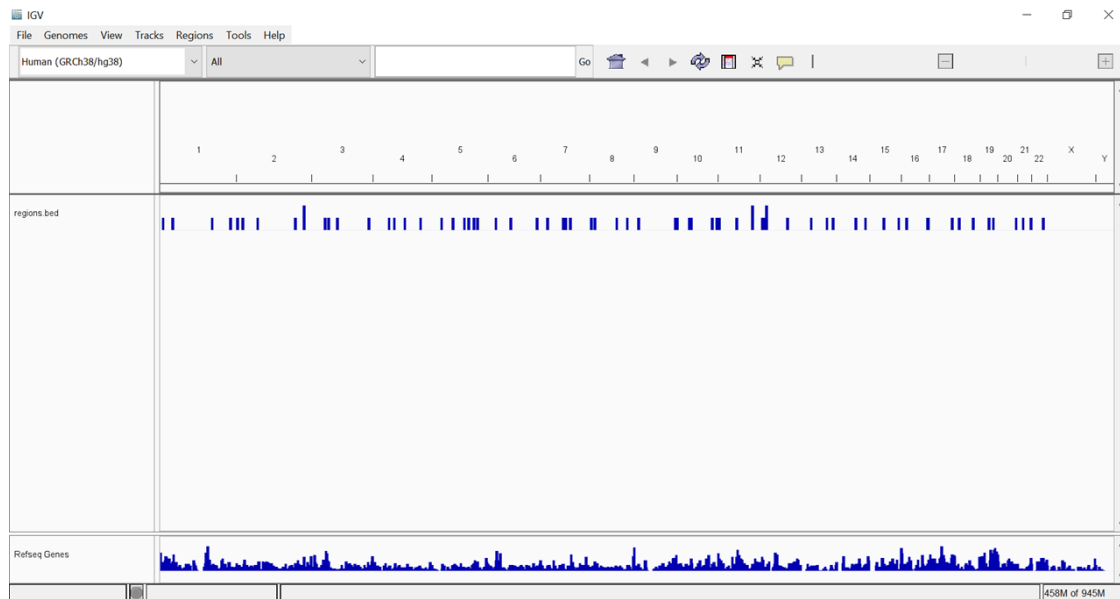 IGV
File Genomes View Tracks Regions Tools Help
Human (GRCh38/hg38) All Go
1 2 3 4 5 6 7 8 9 10 11 12 13 14 15 16 17 18 19 20 21 22 X Y
regions.bed
Refseq Genes
458M of 945M